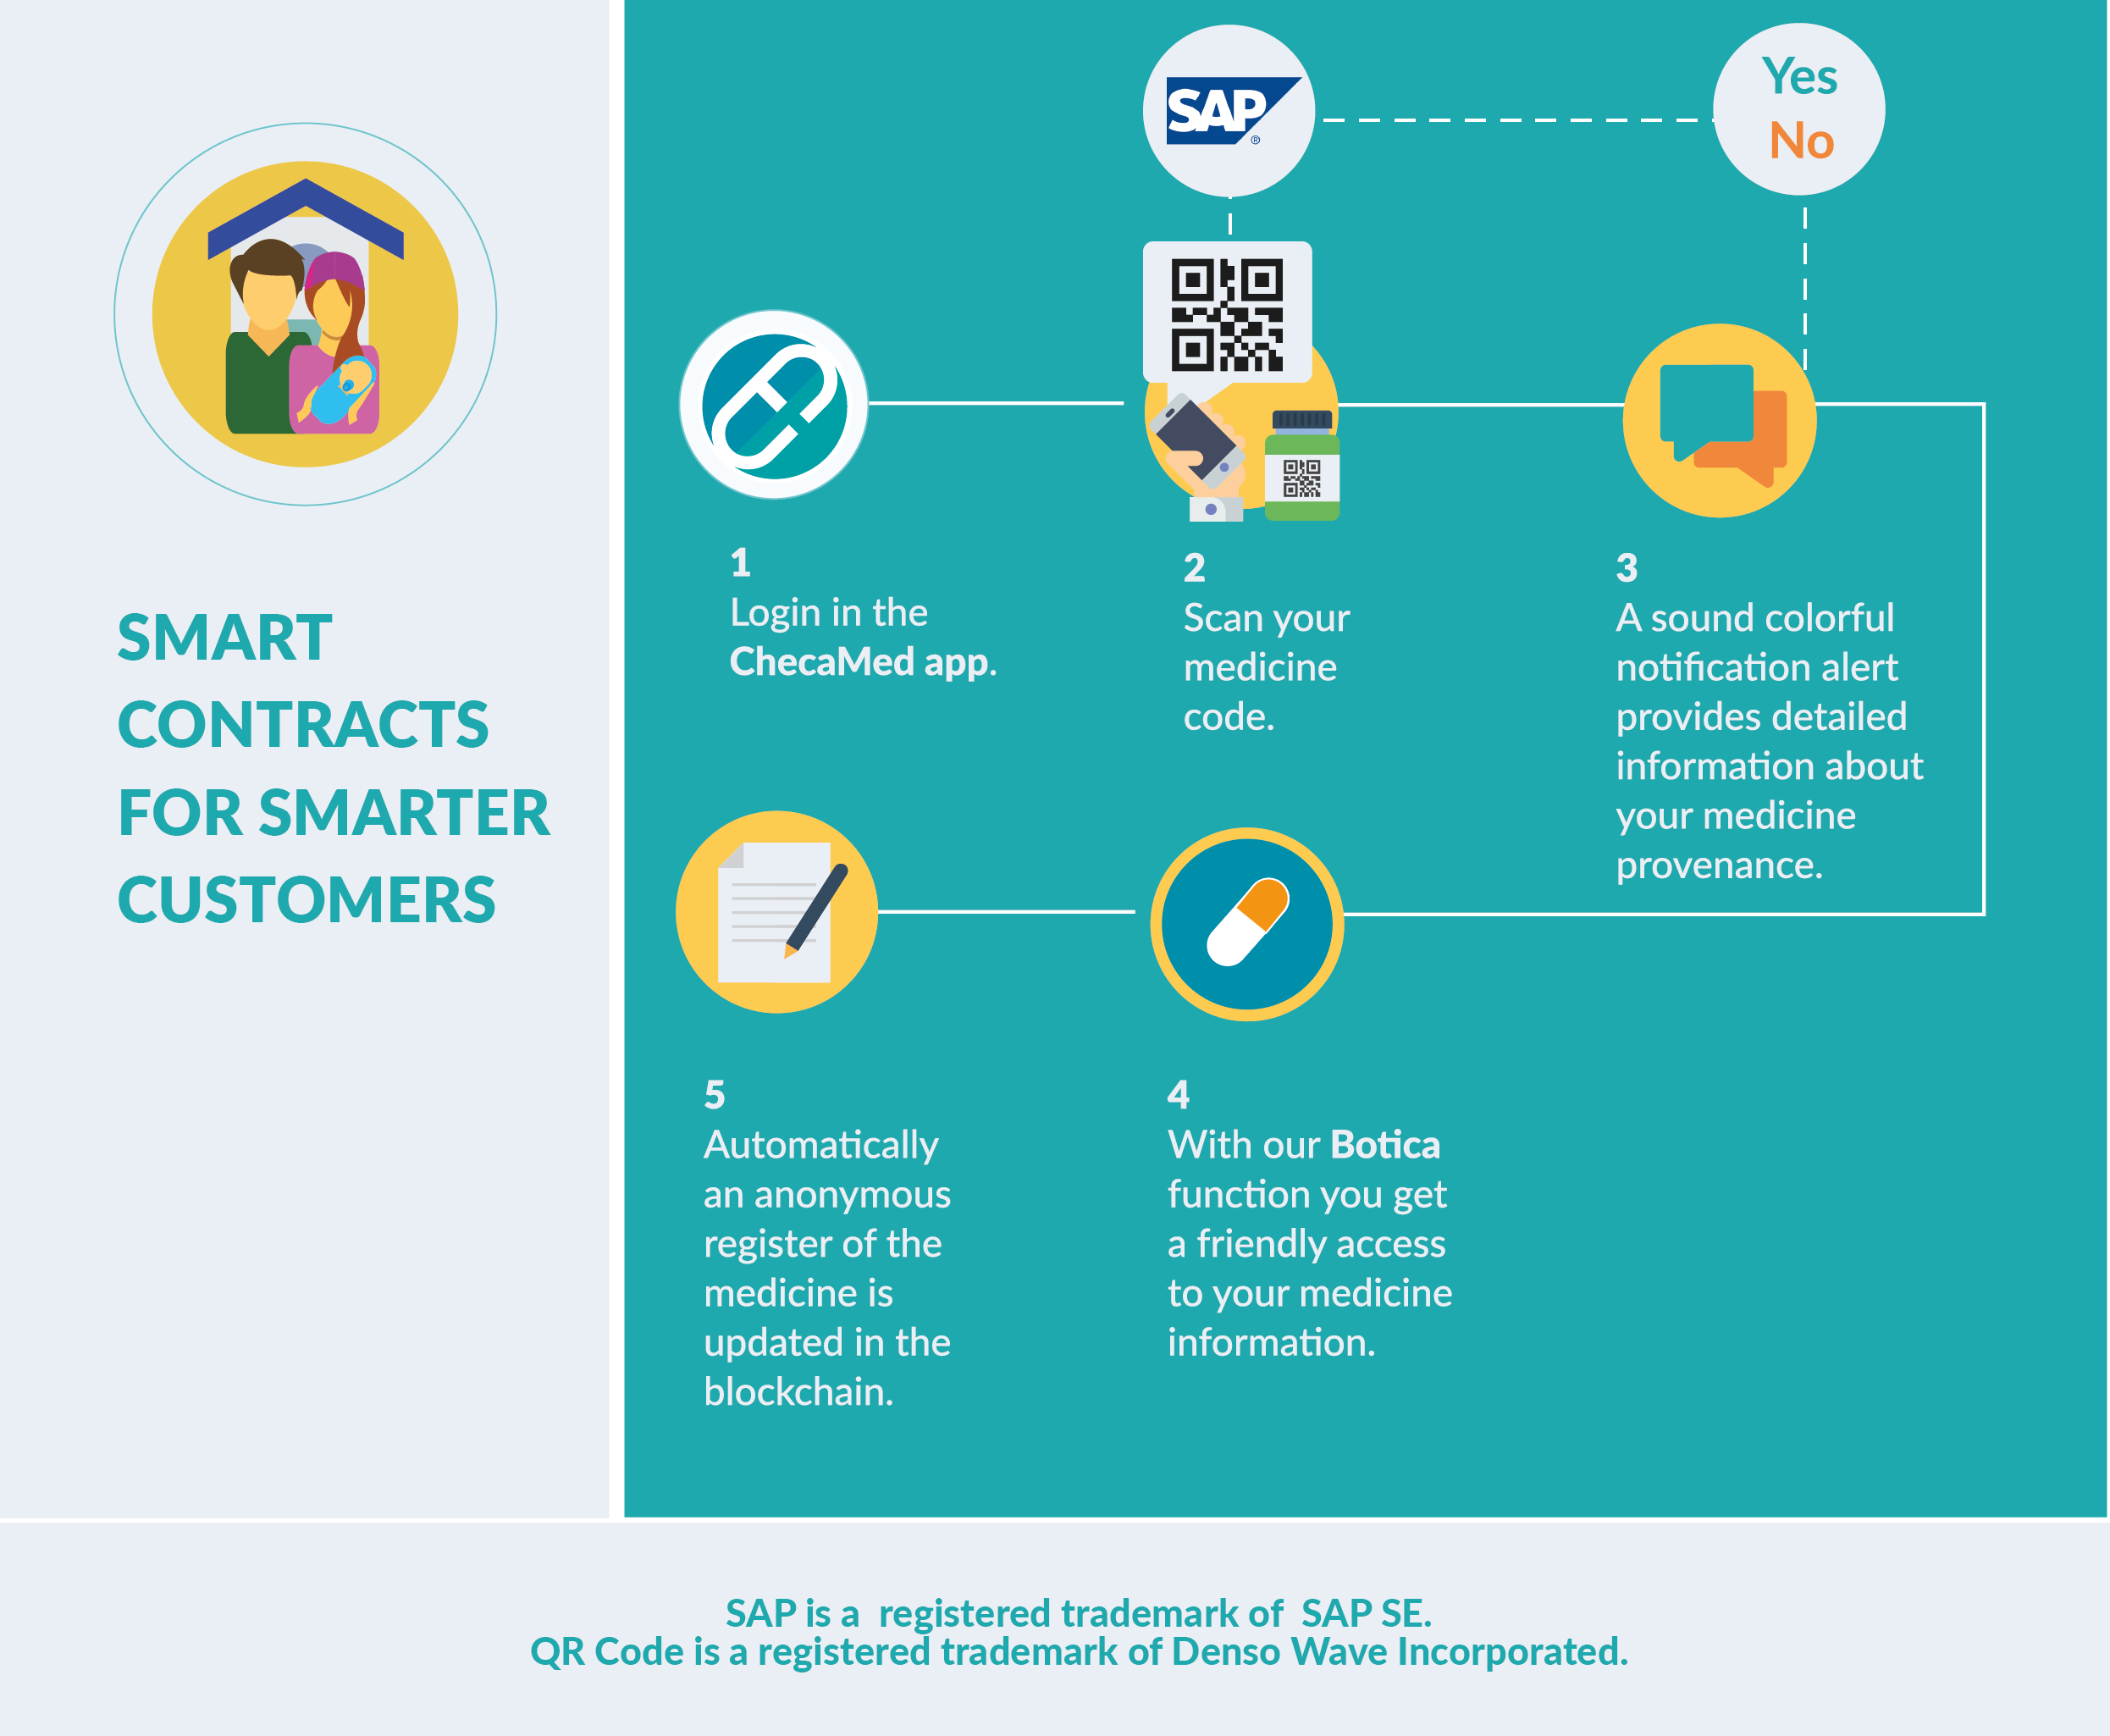 SMART
CONTRACTS
FOR SMARTER
CUSTOMERS
SAP
®
Yes
No
1
Login in the
ChecaMed app.
2
Scan your
medicine
code.
3
A sound colorful
notification alert
provides detailed
information about
your medicine
provenance.
5
Automatically
an anonymous
register of the
medicine is
updated in the
blockchain.
4
With our Botica
function you get
a friendly access
to your medicine
information.
SAP is a  registered trademark of  SAP SE.
QR Code is a registered trademark of Denso Wave Incorporated.